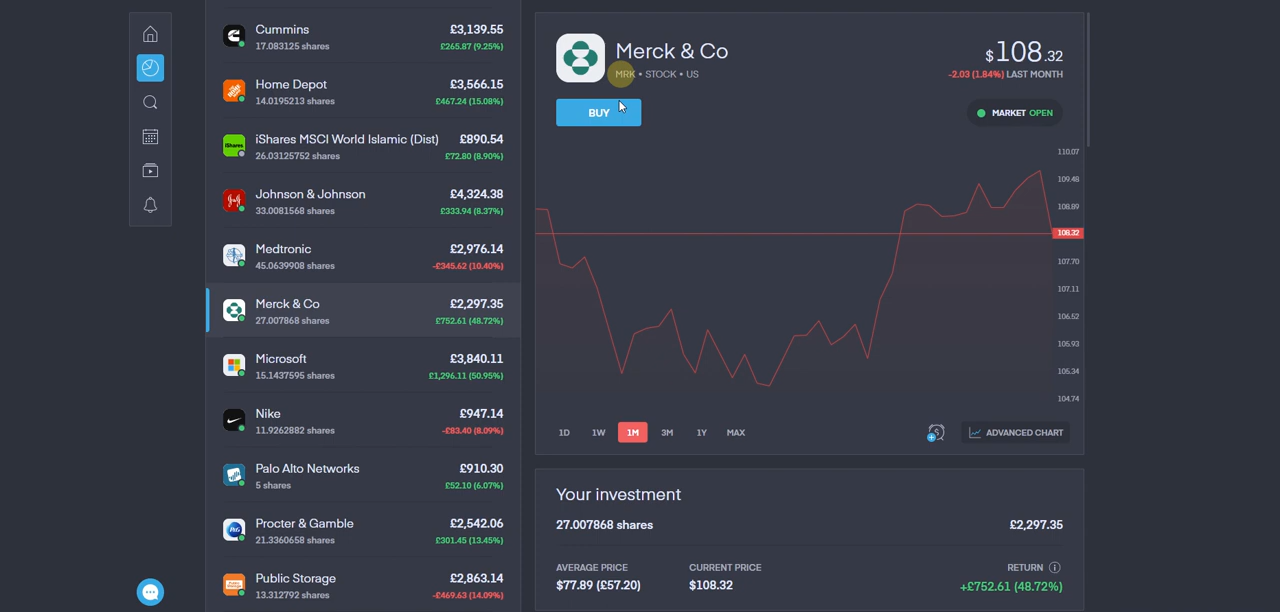 Cummins £3,139.55
17.083125 shares £265.87 (9.25%)
Home Depot £3,566.15
14.0195213 shares £467.24 (15.08%)
iShares MSCI World Islamic (Dist) £890.54
26.03125752 shares £72.80 (8.90%)
Johnson & Johnson £4,324.38
33.0081568 shares £333.94 (8.37%)
Medtronic £2,976.14
45.0639908 shares -£345.62 (10.40%)
Merck & Co £2,297.35
27.007868 shares £752.61 (48.72%)
Microsoft £3,840.11
15.1437595 shares £1,296.11 (50.95%)
Nike £947.14
11.9262882 shares -£83.40 (8.09%)
Palo Alto Networks £910.30
5 shares £52.10 (6.07%)
Procter & Gamble £2,542.06
21.3360658 shares £301.45 (13.45%)
Public Storage £2,863.14
13.312792 shares -£469.63 (14.09%)
Merck & Co
$108.32
MRK • STOCK • US
-2.03 (1.84%) LAST MONTH
BUY
MARKET OPEN
110.07
109.48
108.89
108.32
107.70
107.11
106.52
105.93
105.34
104.74
1D 1W 1M 3M 1Y MAX
ADVANCED CHART
Your investment
27.007868 shares £2,297.35
AVERAGE PRICE CURRENT PRICE RETURN
$77.89 (£57.20) $108.32 +£752.61 (48.72%)